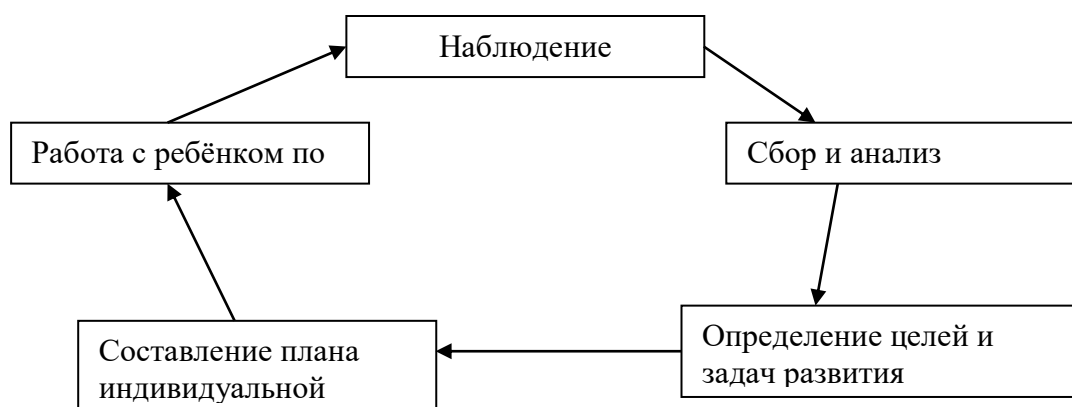 Наблюдение
Работа с ребёнком по
Сбор и анализ
Определение целей и
задач развития
Составление плана
индивидуальной